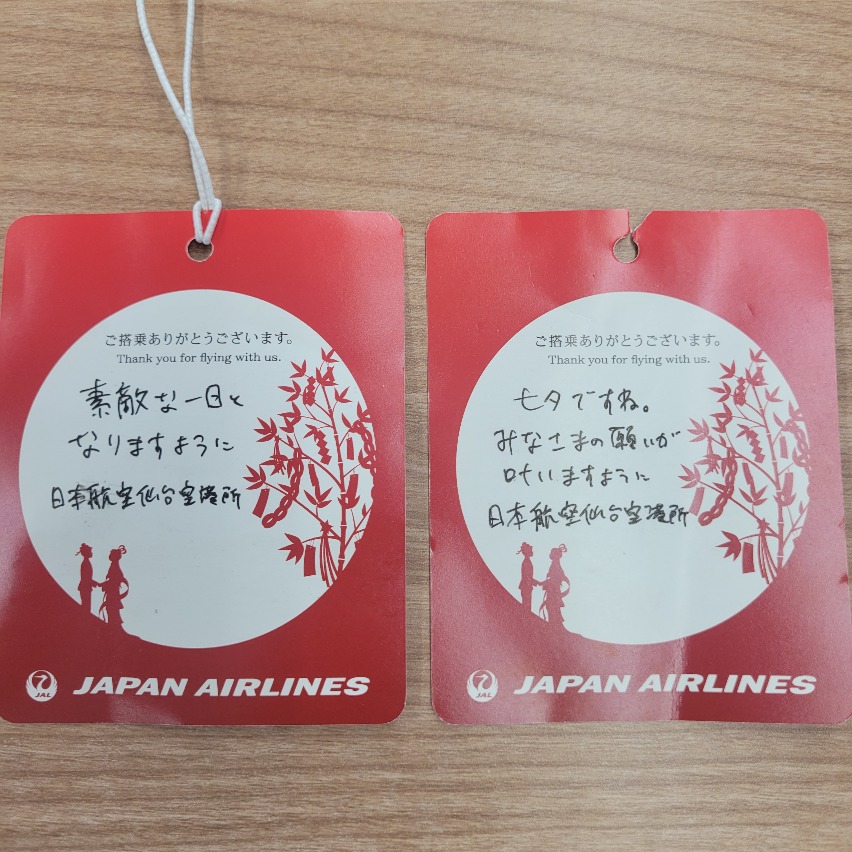 ご搭乗ありがとうございます。
Thank you for flying with us.
素敵な一日と
なりますように
日本航空仙台空港所
JAL
JAPAN AIRLINES
ご搭乗ありがとうございます。
Thank you for flying with us.
七夕ですね。
みなさまの願いが
叶いますように
日本航空仙台空港所
JAL
JAPAN AIRLINES